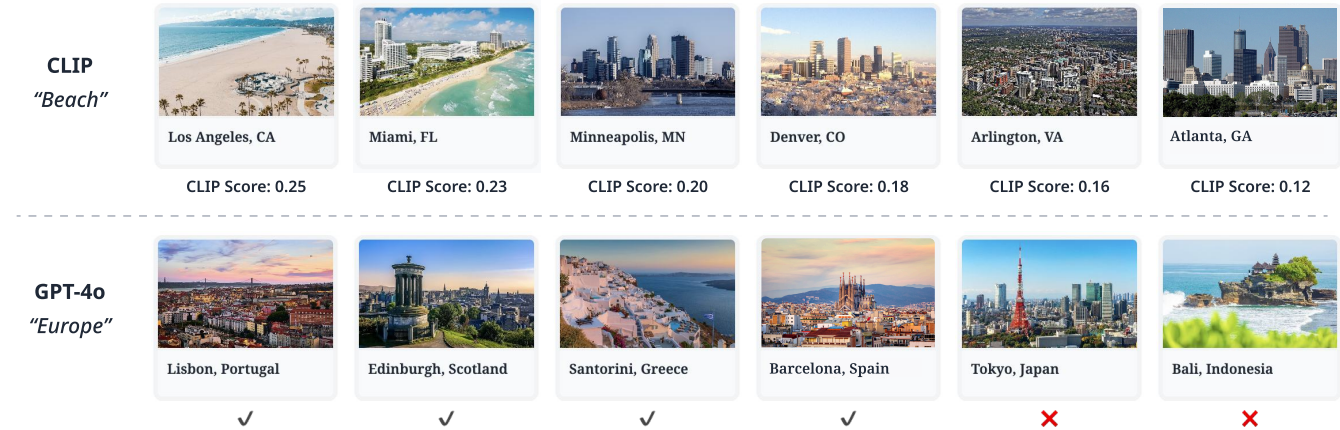 CLIP
“Beach”
Los Angeles, CA
Miami, FL
Minneapolis, MN
Denver, CO
Arlington, VA
Atlanta, GA
CLIP Score: 0.25
CLIP Score: 0.23
CLIP Score: 0.20
CLIP Score: 0.18
CLIP Score: 0.16
CLIP Score: 0.12
GPT-4o
“Europe”
Lisbon, Portugal
Edinburgh, Scotland
Santorini, Greece
Barcelona, Spain
Tokyo, Japan
Bali, Indonesia